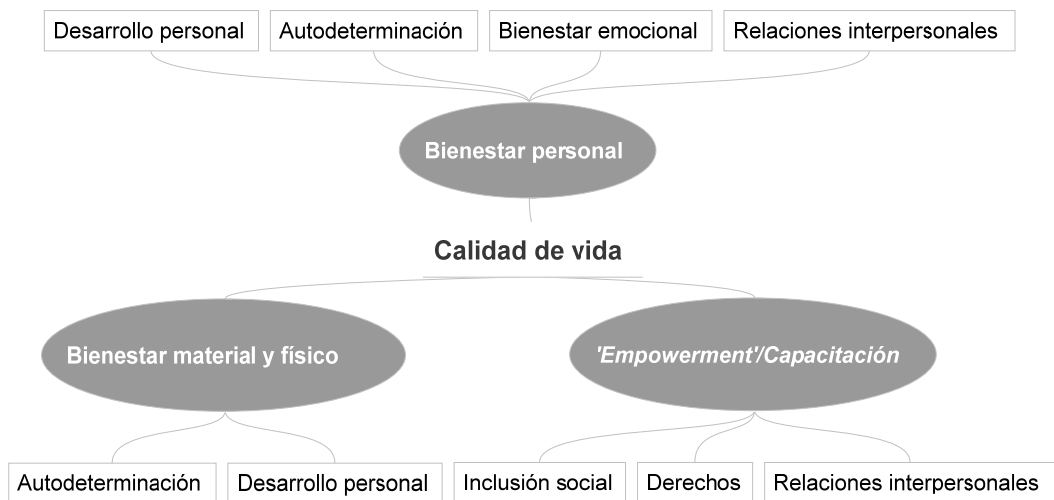 Desarrollo personal
Autodeterminación
Bienestar emocional
Relaciones interpersonales
Bienestar personal
Calidad de vida
Bienestar material y físico
'Empowerment'/Capacitación
Autodeterminación
Desarrollo personal
Inclusión social
Derechos
Relaciones interpersonales